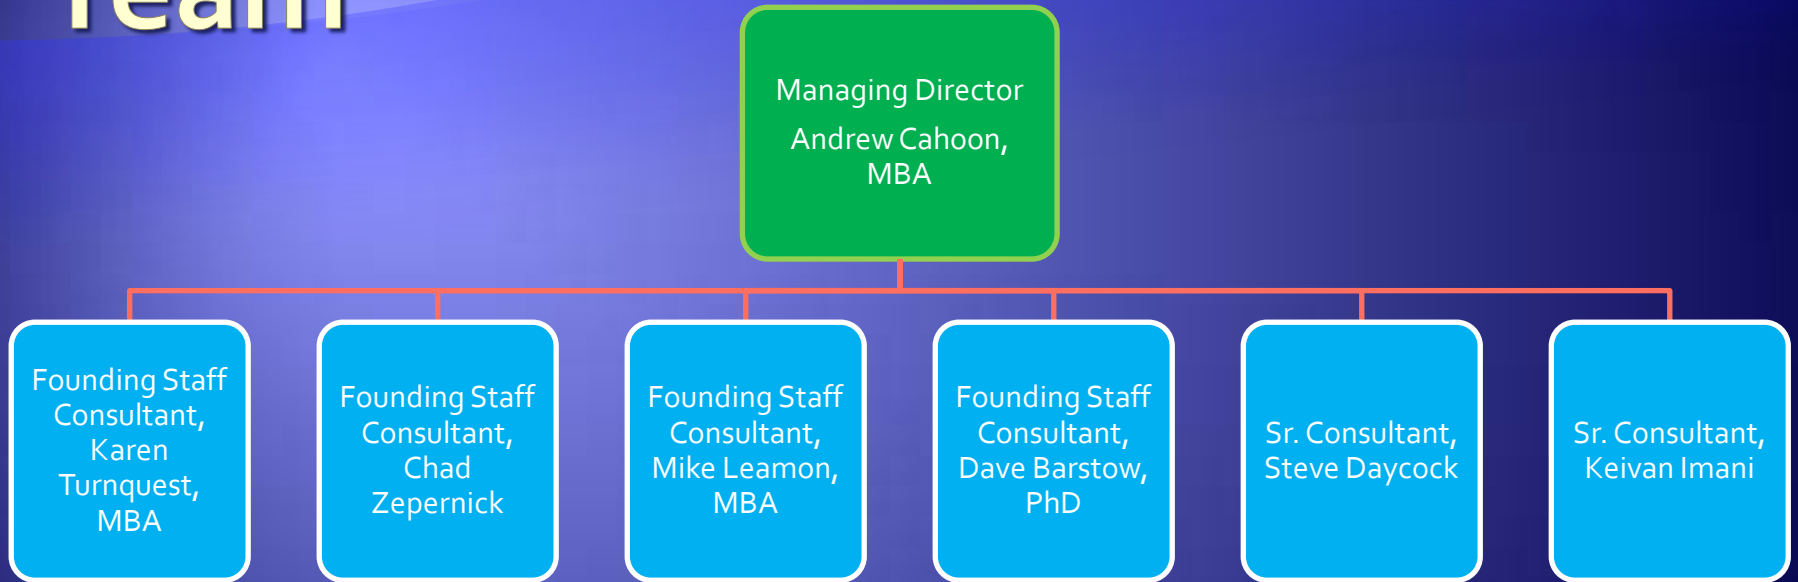 Team
Managing Director
Andrew Cahoon,
MBA
Founding Staff
Consultant,
Karen
Turnquest,
MBA
Founding Staff
Consultant,
Chad
Zepernick
Founding Staff
Consultant,
Mike Leamon,
MBA
Founding Staff
Consultant,
Dave Barstow,
PhD
Sr. Consultant,
Steve Daycock
Sr. Consultant,
Keivan Imani